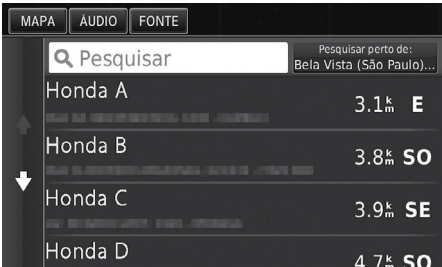 MAPA ÁUDIO FONTE
Pesquisar
Pesquisar perto de:
Bela Vista (São Paulo)...
Honda A
3.1km E
Honda B
3.8km SO
Honda C
3.9km SE
Honda D
4.7km SO